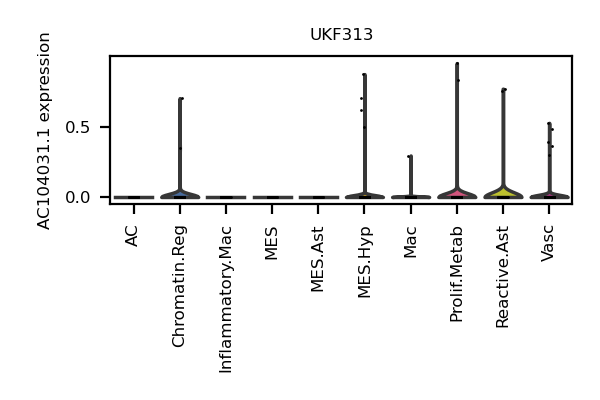 UKF313
AC104031.1 expression
0.5
0.0
AC
Chromatin.Reg
Inflammatory.Mac
MES
MES.Ast
MES.Hyp
Mac
Prolif.Metab
Reactive.Ast
Vasc